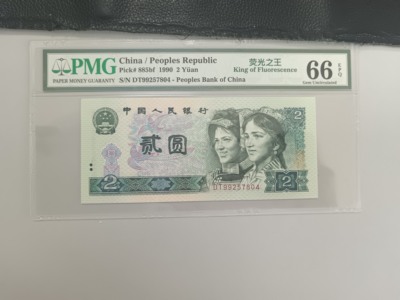 PMG
PAPER MONEY GUARANTY
China / Peoples Republic
Pick# 885bf 1990 2 Yüan
S/N DT99257804 - Peoples Bank of China
荧光之王
King of Fluorescence
66 EPQ
Gem Uncirculated
中国人民银行
2
贰圆
DT99257804
2
2